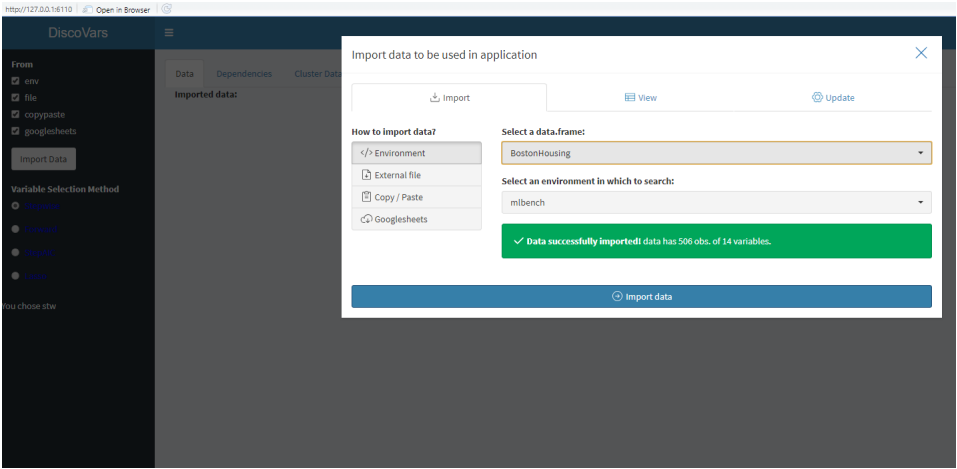 http://127.0.0.1:6110 Open in Browser
DiscoVars
From
env
file
copypaste
googlesheets
Import Data
Variable Selection Method
You chose stw
Data Dependencies Cluster Data
Imported data:
Import data to be used in application
Import View Update
How to import data?
</> Environment
External file
Copy / Paste
Googlesheets
Select a data.frame:
BostonHousing
Select an environment in which to search:
mlbench
Data successfully imported! data has 506 obs. of 14 variables.
Import data